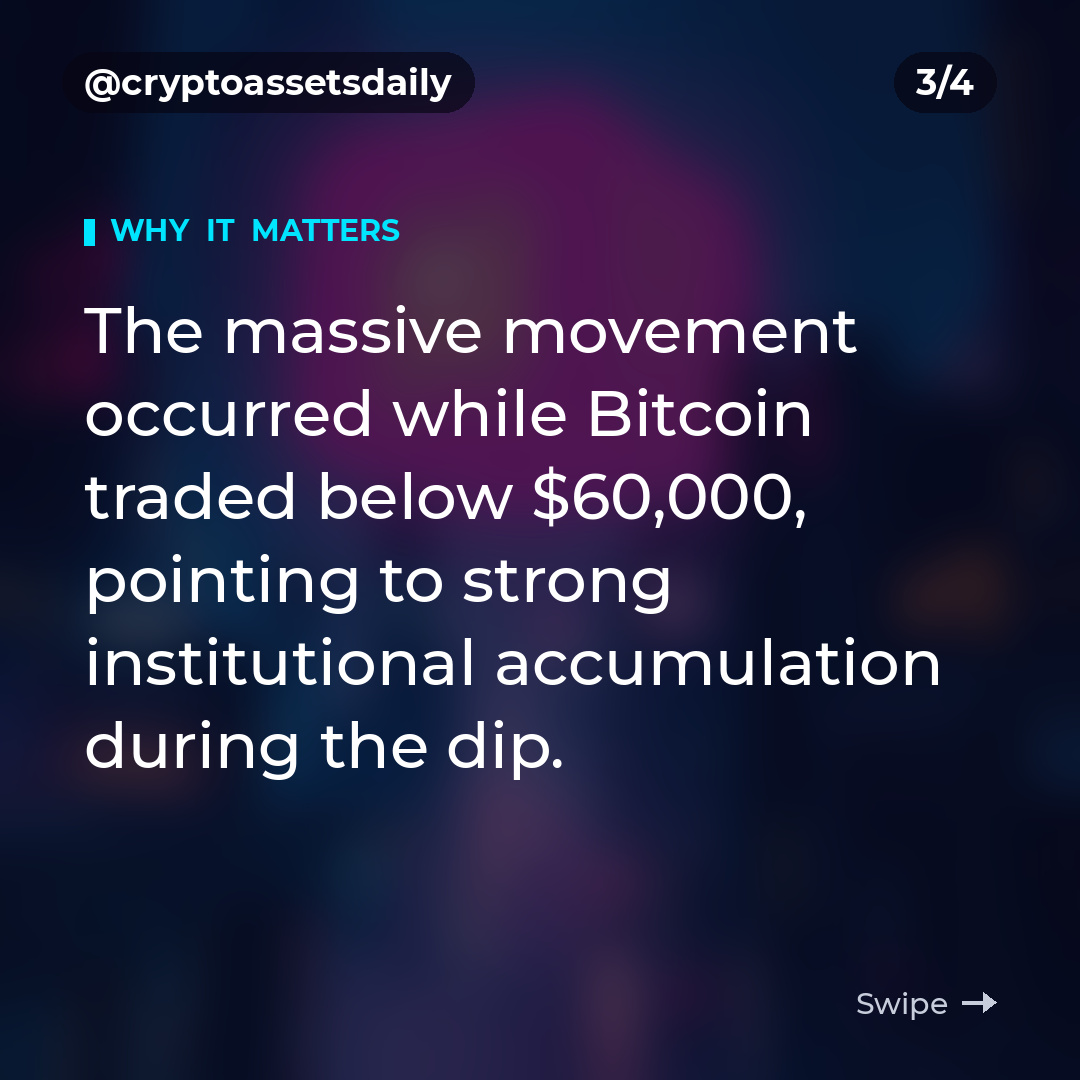 @cryptoassetsdaily
3/4
WHY IT MATTERS
The massive movement
occurred while Bitcoin
traded below $60,000,
pointing to strong
institutional accumulation
during the dip.
Swipe →